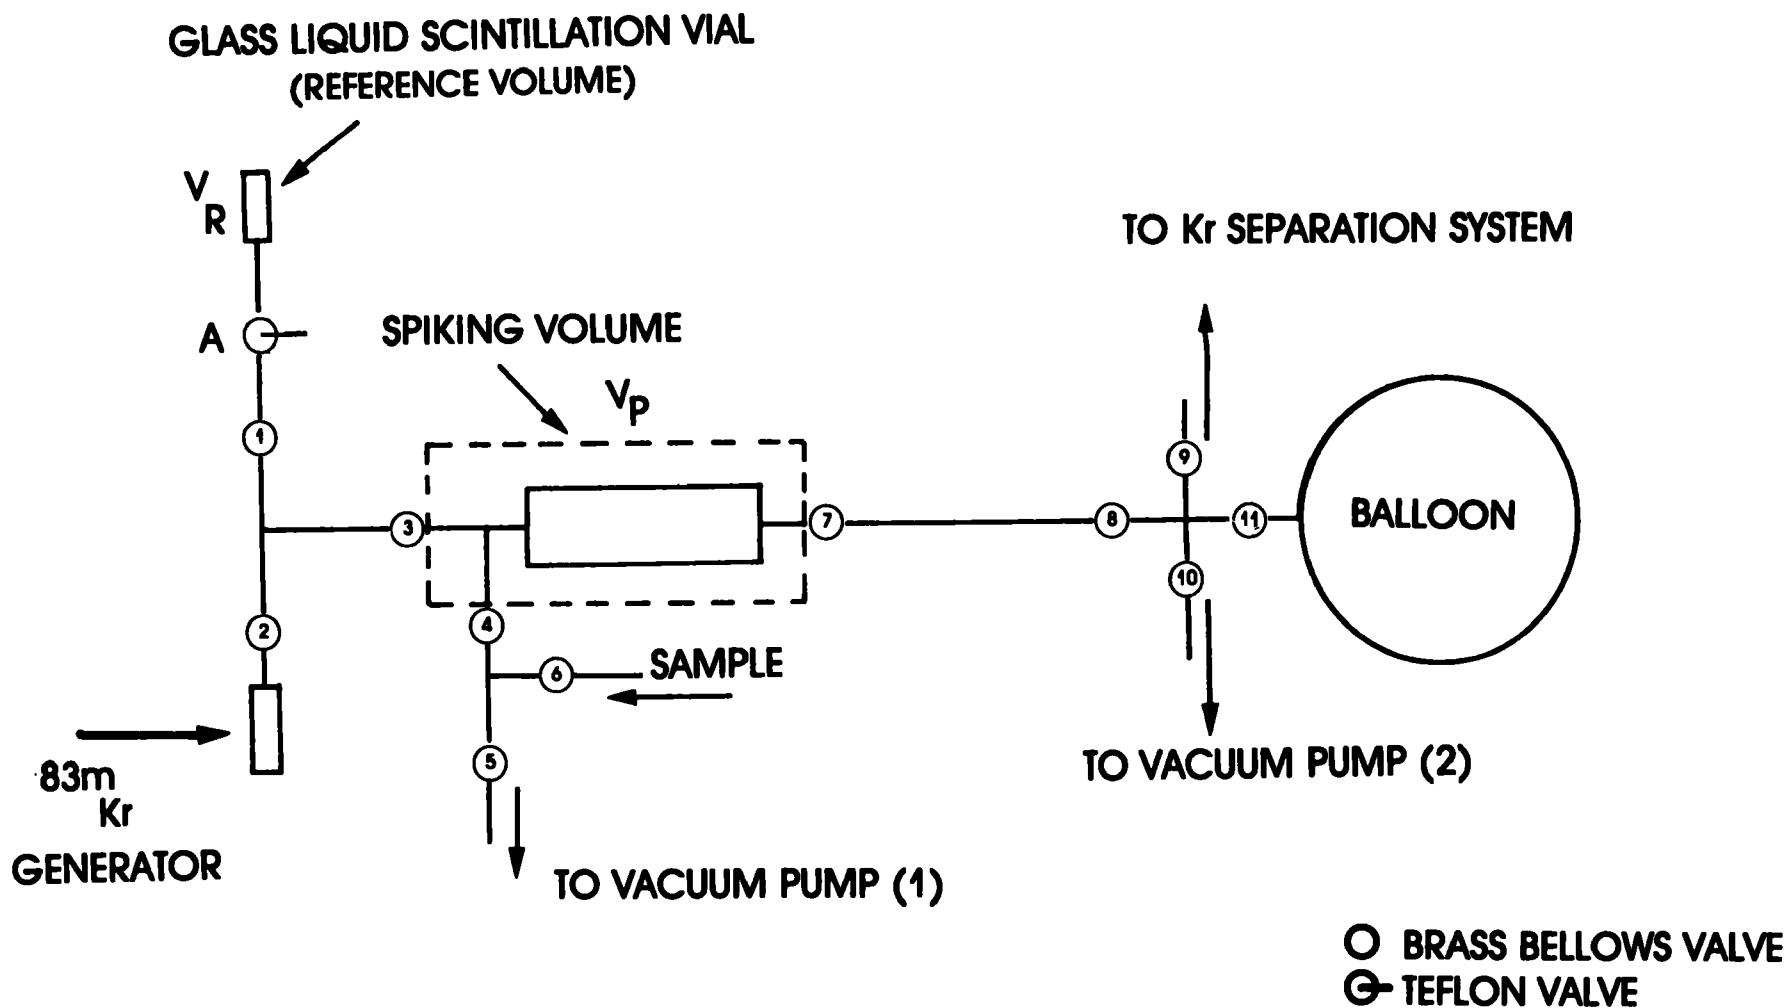 GLASS LIQUID SCINTILLATION VIAL
(REFERENCE VOLUME)
V
R
TO Kr SEPARATION SYSTEM
A
SPIKING VOLUME
Vp
1
9
3
7
8
11
BALLOON
10
2
4
6
SAMPLE
5
83m
Kr
GENERATOR
TO VACUUM PUMP (2)
TO VACUUM PUMP (1)
BRASS BELLOWS VALVE
TEFLON VALVE